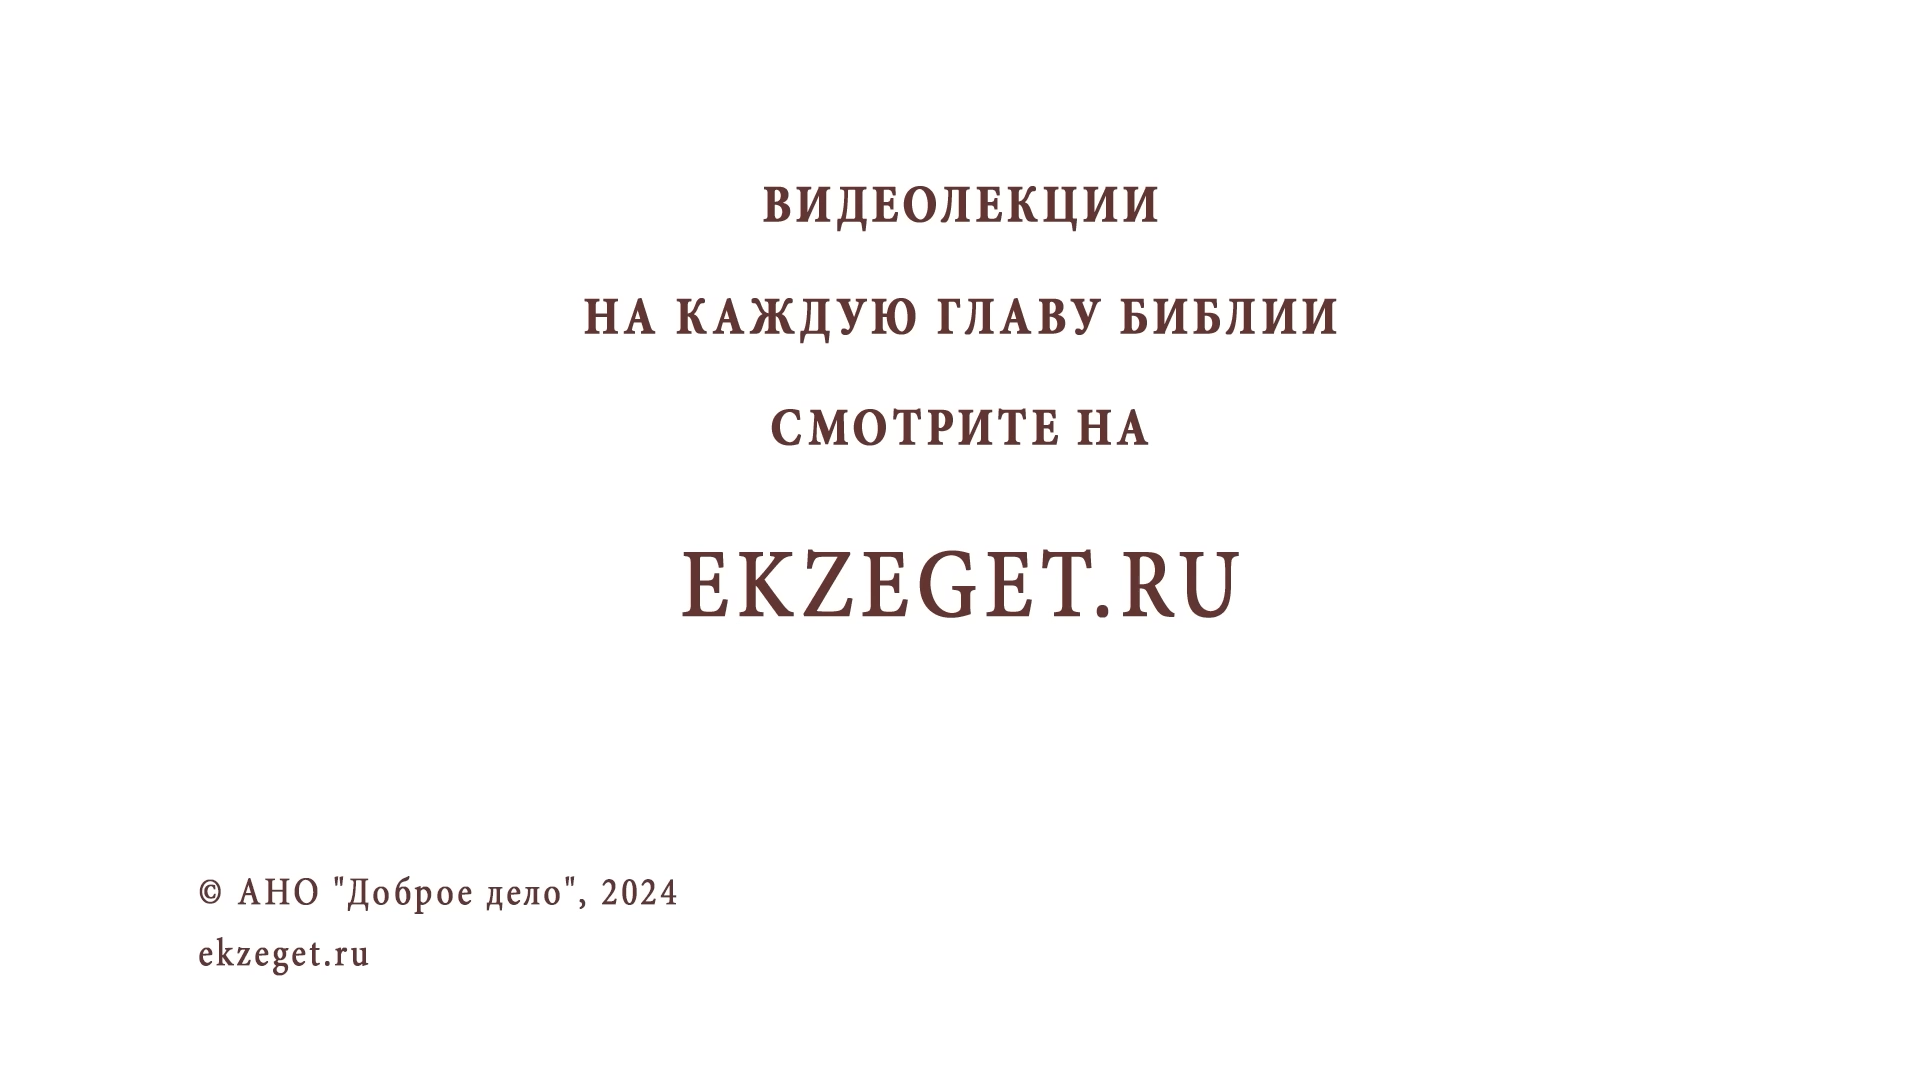 ВИДЕОЛЕКЦИИ
НА КАЖДУЮ ГЛАВУ БИБЛИИ
СМОТРИТЕ НА
EKZEGET.RU
© АНО "Доброе дело", 2024
ekzeget.ru